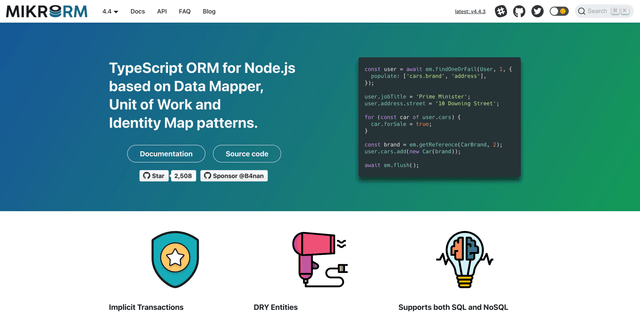 MIKRORM
4.4 Docs API FAQ Blog latest: v4.4.3 Search ⌘ K
TypeScript ORM for Node.js
based on Data Mapper,
Unit of Work and
Identity Map patterns.
Documentation Source code
Star 2,508 Sponsor @B4nan
const user = await em.findOneOrFail(User, 1, {
populate: ['cars.brand', 'address'],
});
user.jobTitle = 'Prime Minister';
user.address.street = '10 Downing Street';
for (const car of user.cars) {
car.forSale = true;
}
const brand = em.getReference(CarBrand, 2);
user.cars.add(new Car(brand));
await em.flush();
Implicit Transactions
DRY Entities
Supports both SQL and NoSQL